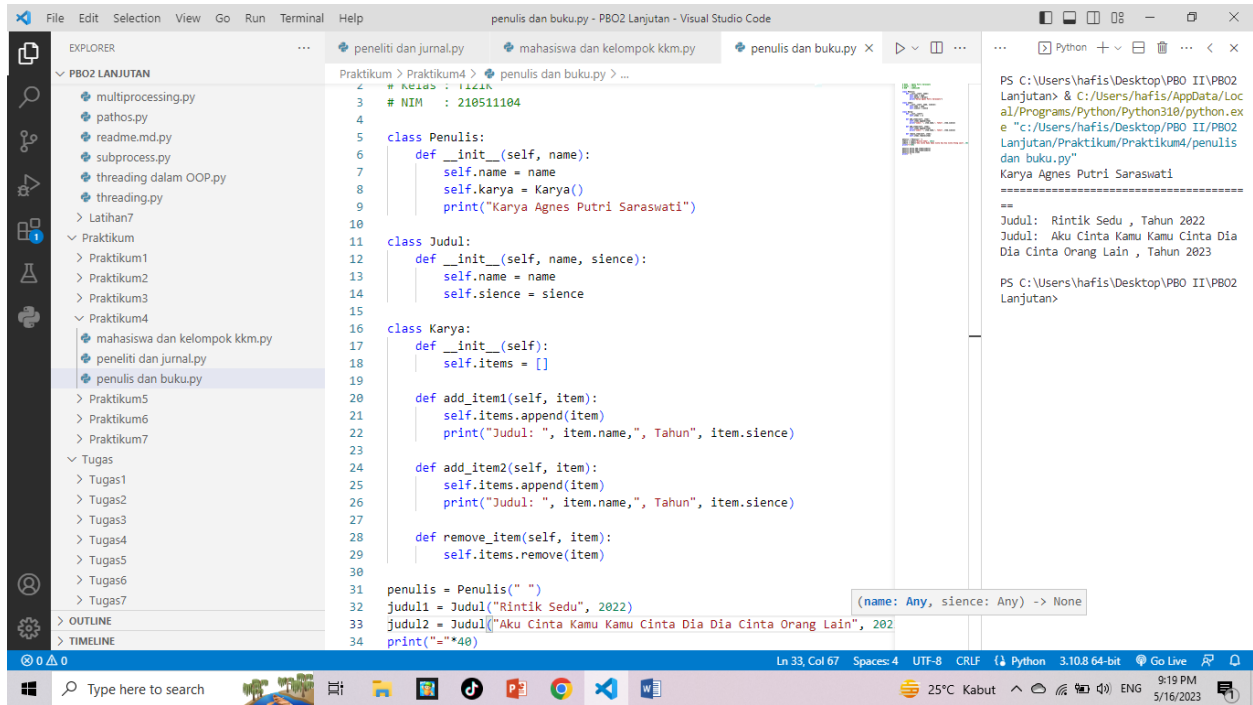 File Edit Selection View Go Run Terminal Help
penulis dan buku.py - PBO2 Lanjutan - Visual Studio Code
EXPLORER
PBO2 LANJUTAN
multiprocessing.py
pathos.py
readme.md.py
subprocess.py
threading dalam OOP.py
threading.py
Latihan7
Praktikum
Praktikum1
Praktikum2
Praktikum3
Praktikum4
mahasiswa dan kelompok kkm.py
peneliti dan jurnal.py
penulis dan buku.py
Praktikum5
Praktikum6
Praktikum7
Tugas
Tugas1
Tugas2
Tugas3
Tugas4
Tugas5
Tugas6
Tugas7
OUTLINE
TIMELINE
1
peneliti dan jurnal.py
mahasiswa dan kelompok kkm.py
penulis dan buku.py
Praktikum > Praktikum4 > penulis dan buku.py > ...
2 # Kelas : TI21K
3 # NIM : 210511104
4
5 class Penulis:
6 def __init__(self, name):
7 self.name = name
8 self.karya = Karya()
9 print("Karya Agnes Putri Saraswati")
10
11 class Judul:
12 def __init__(self, name, sience):
13 self.name = name
14 self.sience = sience
15
16 class Karya:
17 def __init__(self):
18 self.items = []
19
20 def add_item1(self, item):
21 self.items.append(item)
22 print("Judul: ", item.name,", Tahun", item.sience)
23
24 def add_item2(self, item):
25 self.items.append(item)
26 print("Judul: ", item.name,", Tahun", item.sience)
27
28 def remove_item(self, item):
29 self.items.remove(item)
30
31 penulis = Penulis(" ")
32 judul1 = Judul("Rintik Sedu", 2022)
33 judul2 = Judul("Aku Cinta Kamu Kamu Cinta Dia Dia Cinta Orang Lain", 202
34 print("="*40)
(name: Any, sience: Any) -> None
Python
PS C:\Users\hafis\Desktop\PBO II\PBO2
Lanjutan> & C:/Users/hafis/AppData/Loc
al/Programs/Python/Python310/python.ex
e "c:/Users/hafis/Desktop/PBO II/PBO2
Lanjutan/Praktikum/Praktikum4/penulis
dan buku.py"
Karya Agnes Putri Saraswati
======================================
==
Judul: Rintik Sedu , Tahun 2022
Judul: Aku Cinta Kamu Kamu Cinta Dia
Dia Cinta Orang Lain , Tahun 2023
PS C:\Users\hafis\Desktop\PBO II\PBO2
Lanjutan>
0 0
Ln 33, Col 67 Spaces: 4 UTF-8 CRLF Python 3.10.8 64-bit Go Live
Type here to search
25°C Kabut
ENG
9:19 PM
5/16/2023
1